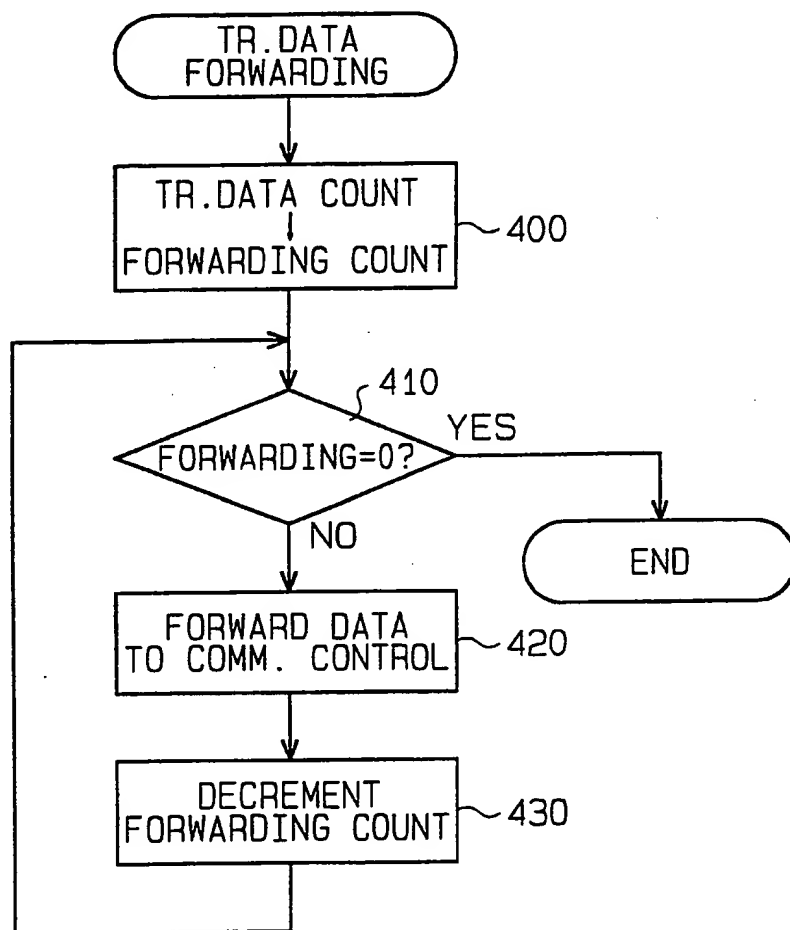 TR.DATA
FORWARDING
TR.DATA COUNT
↓
FORWARDING COUNT
400
410
FORWARDING=0?
YES
NO
END
FORWARD DATA
TO COMM. CONTROL
420
DECREMENT
FORWARDING COUNT
430